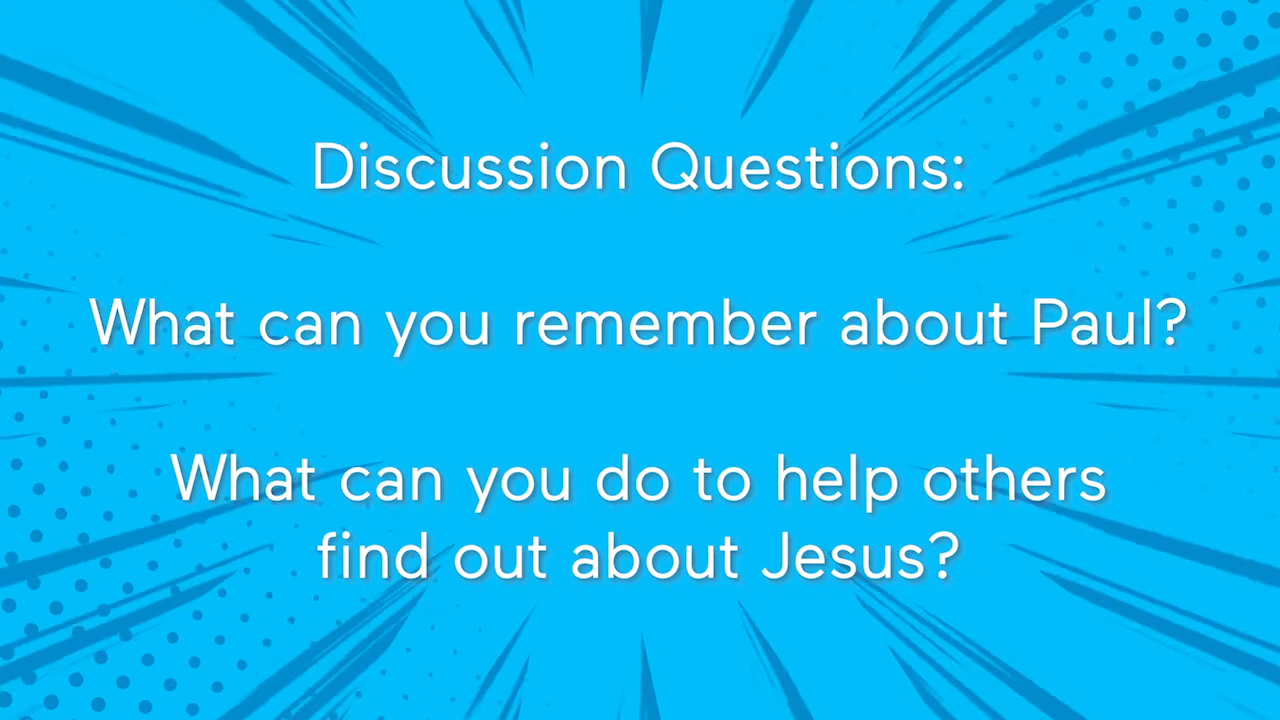 Discussion Questions:
What can you remember about Paul?
What can you do to help others
find out about Jesus?